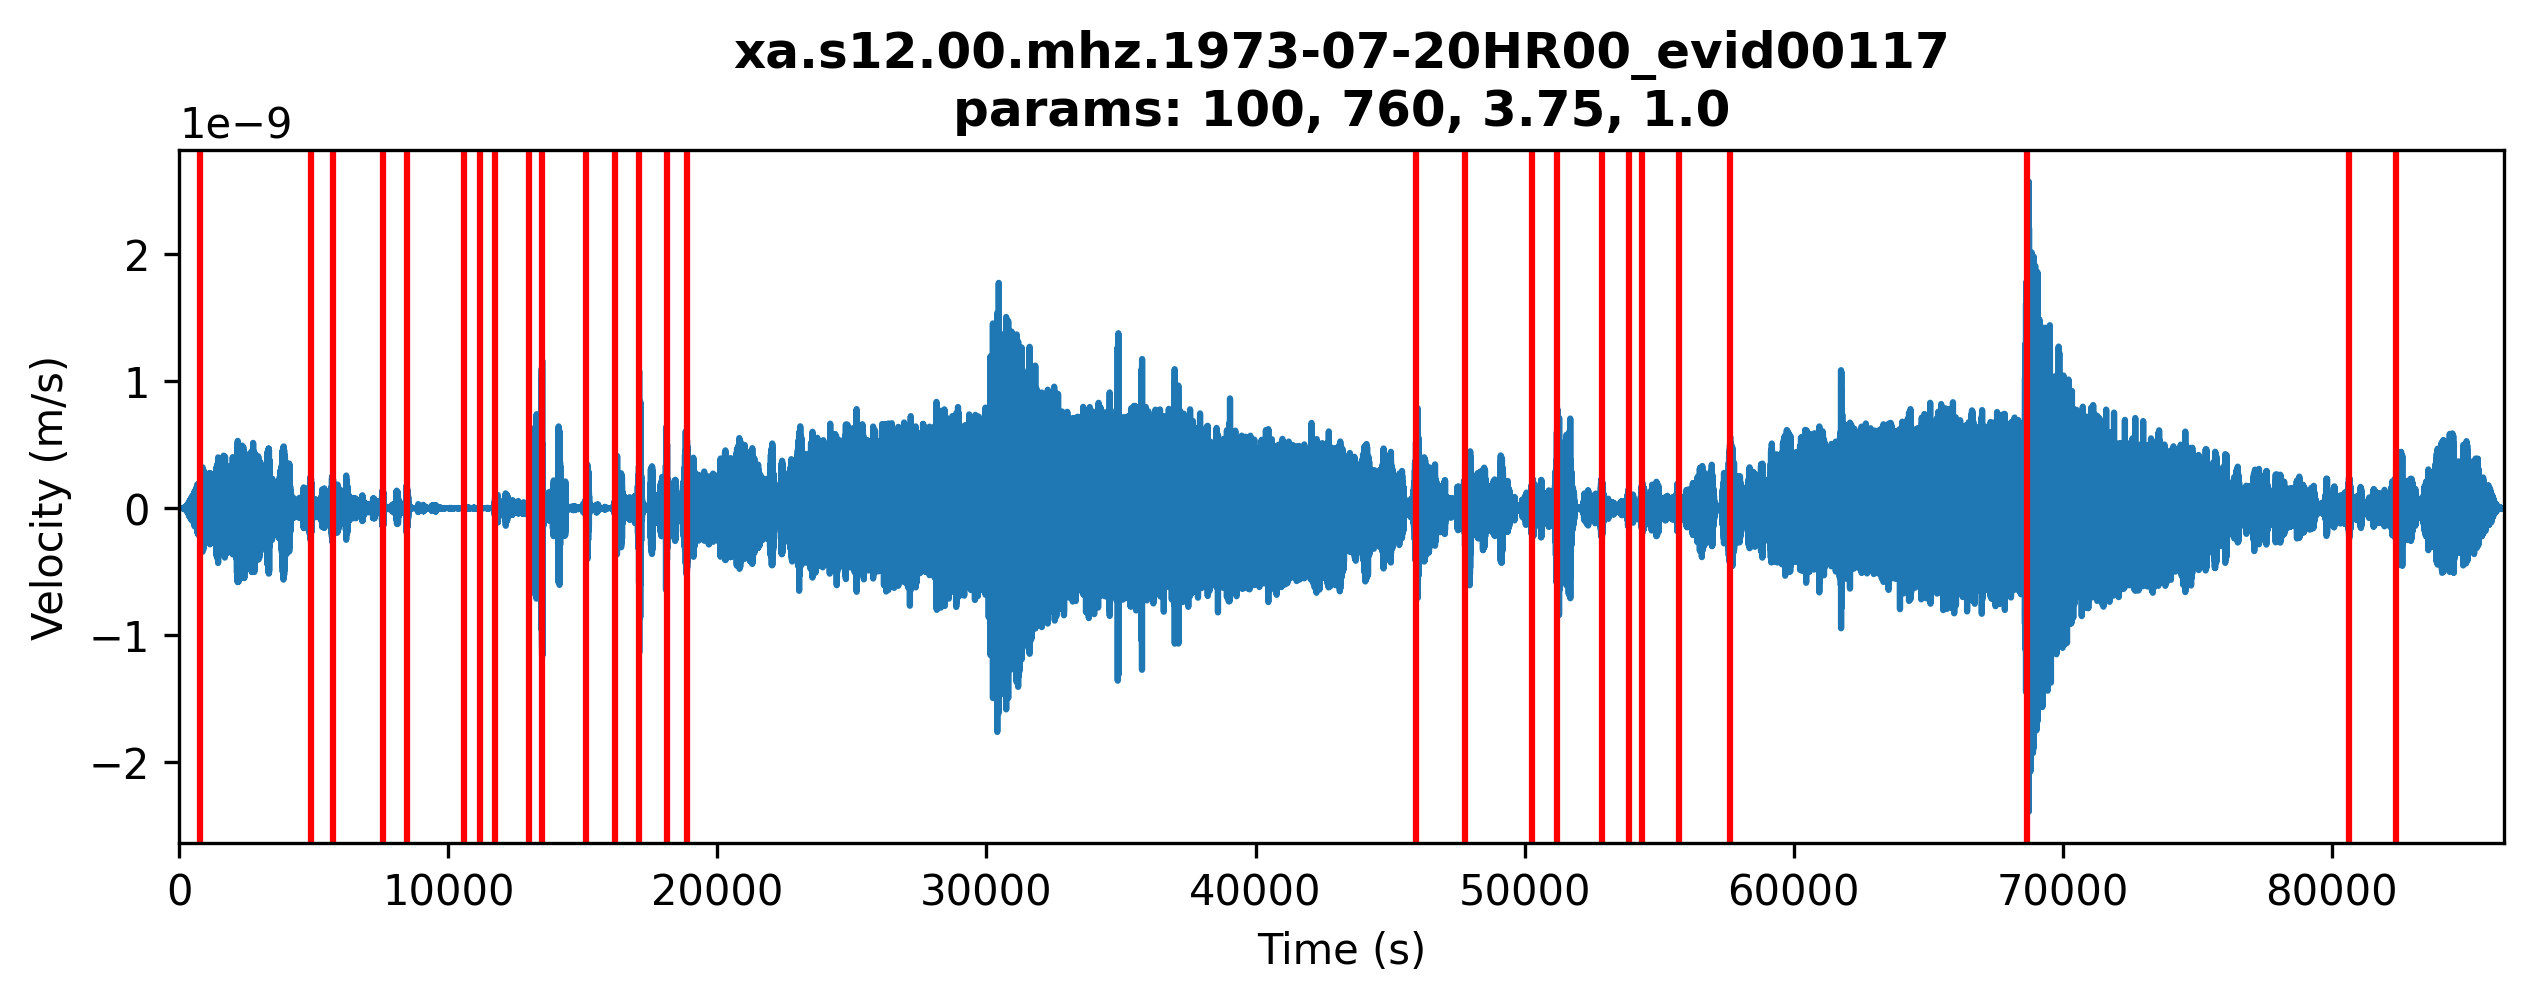 xa.s12.00.mhz.1973-07-20HR00_evid00117
params: 100, 760, 3.75, 1.0
1e−9
2
1
0
−1
−2
Velocity (m/s)
0 10000 20000 30000 40000 50000 60000 70000 80000
Time (s)